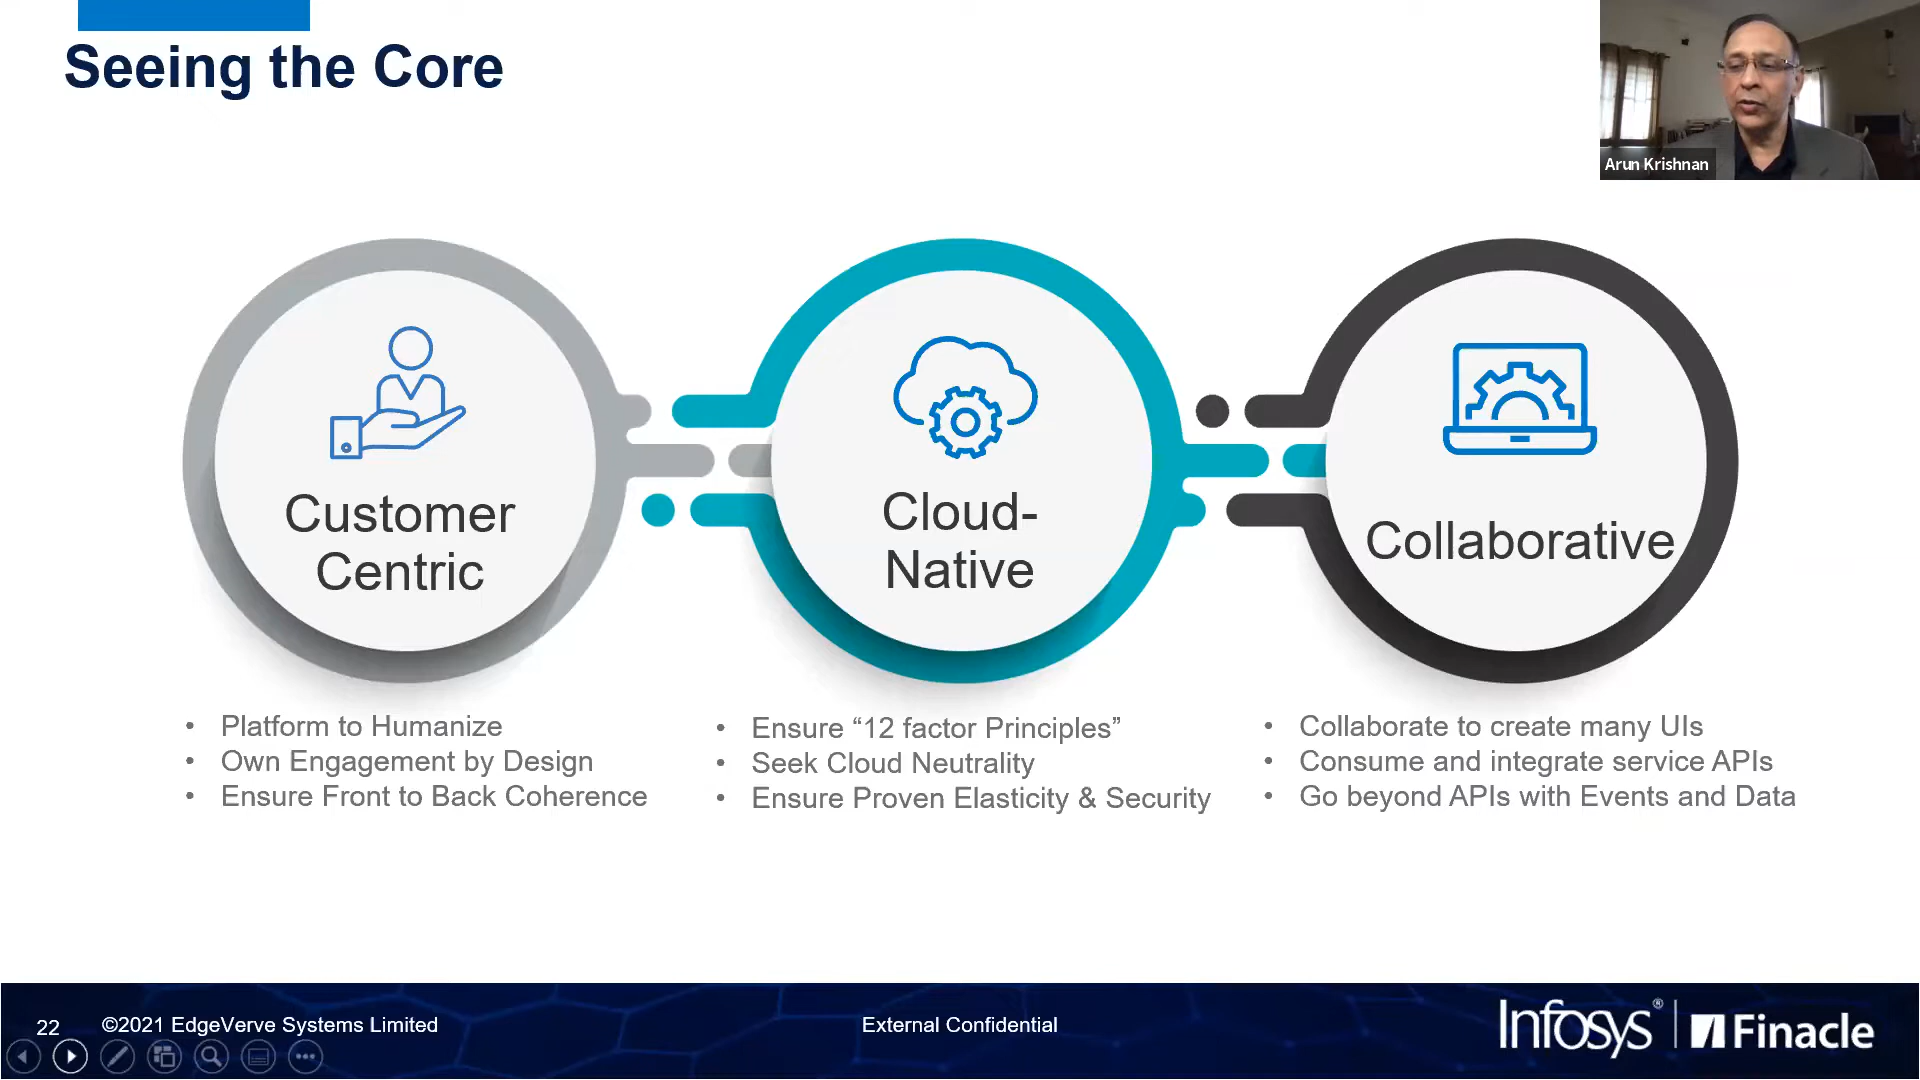 Seeing the Core
Arun Krishnan
Customer
Centric
Cloud-
Native
Collaborative
• Platform to Humanize
• Own Engagement by Design
• Ensure Front to Back Coherence
• Ensure “12 factor Principles”
• Seek Cloud Neutrality
• Ensure Proven Elasticity & Security
• Collaborate to create many UIs
• Consume and integrate service APIs
• Go beyond APIs with Events and Data
22
©2021 EdgeVerve Systems Limited
External Confidential
Infosys® | Finacle